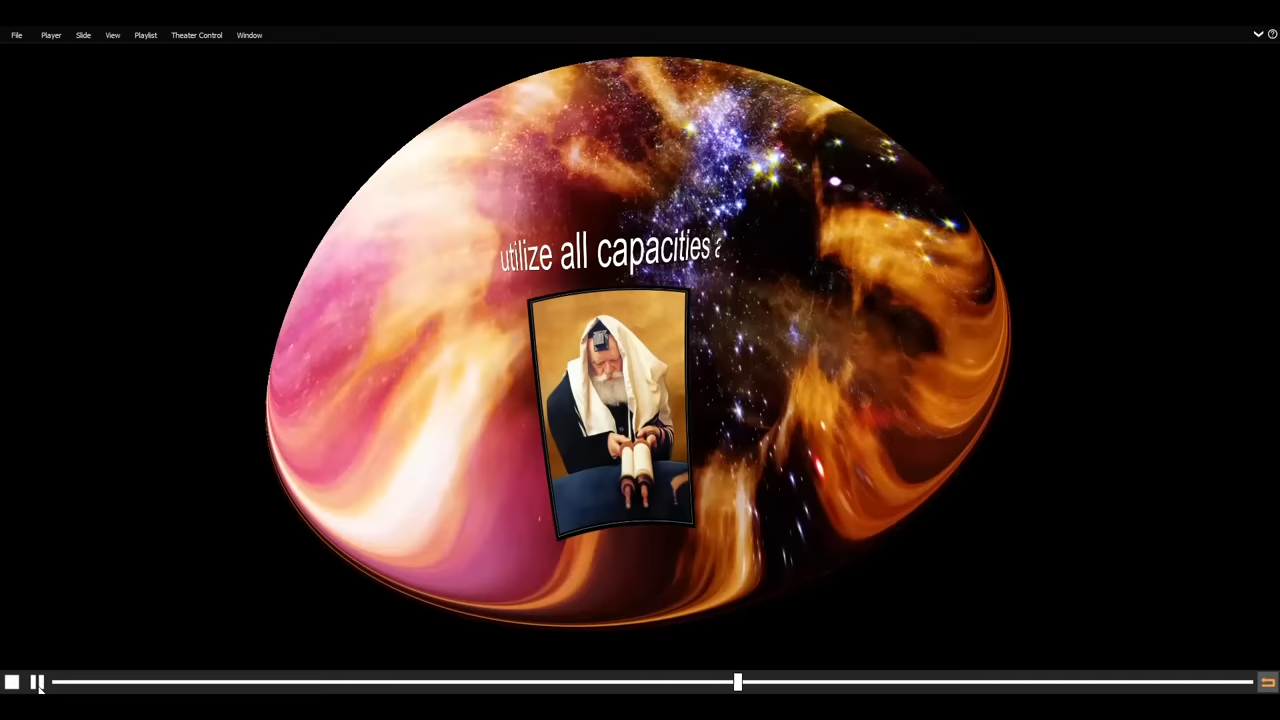 File Player Slide View Playlist Theater Control Window
utilize all capacities